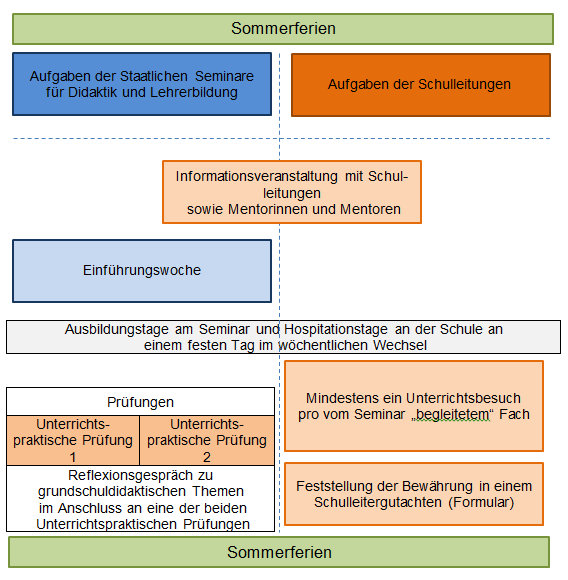 Sommerferien
Aufgaben der Staatlichen Seminare
für Didaktik und Lehrerbildung
Aufgaben der Schulleitungen
Informationsveranstaltung mit Schul-
leitungen
sowie Mentorinnen und Mentoren
Einführungswoche
Ausbildungstage am Seminar und Hospitationstage an der Schule an
einem festen Tag im wöchentlichen Wechsel
Prüfungen
Unterrichts-
praktische Prüfung
1
Unterrichts-
praktische Prüfung
2
Reflexionsgespräch zu
grundschuldidaktischen Themen
im Anschluss an eine der beiden
Unterrichtspraktischen Prüfungen
Mindestens ein Unterrichtsbesuch
pro vom Seminar „begleitetem“ Fach
Feststellung der Bewährung in einem
Schulleitergutachten (Formular)
Sommerferien